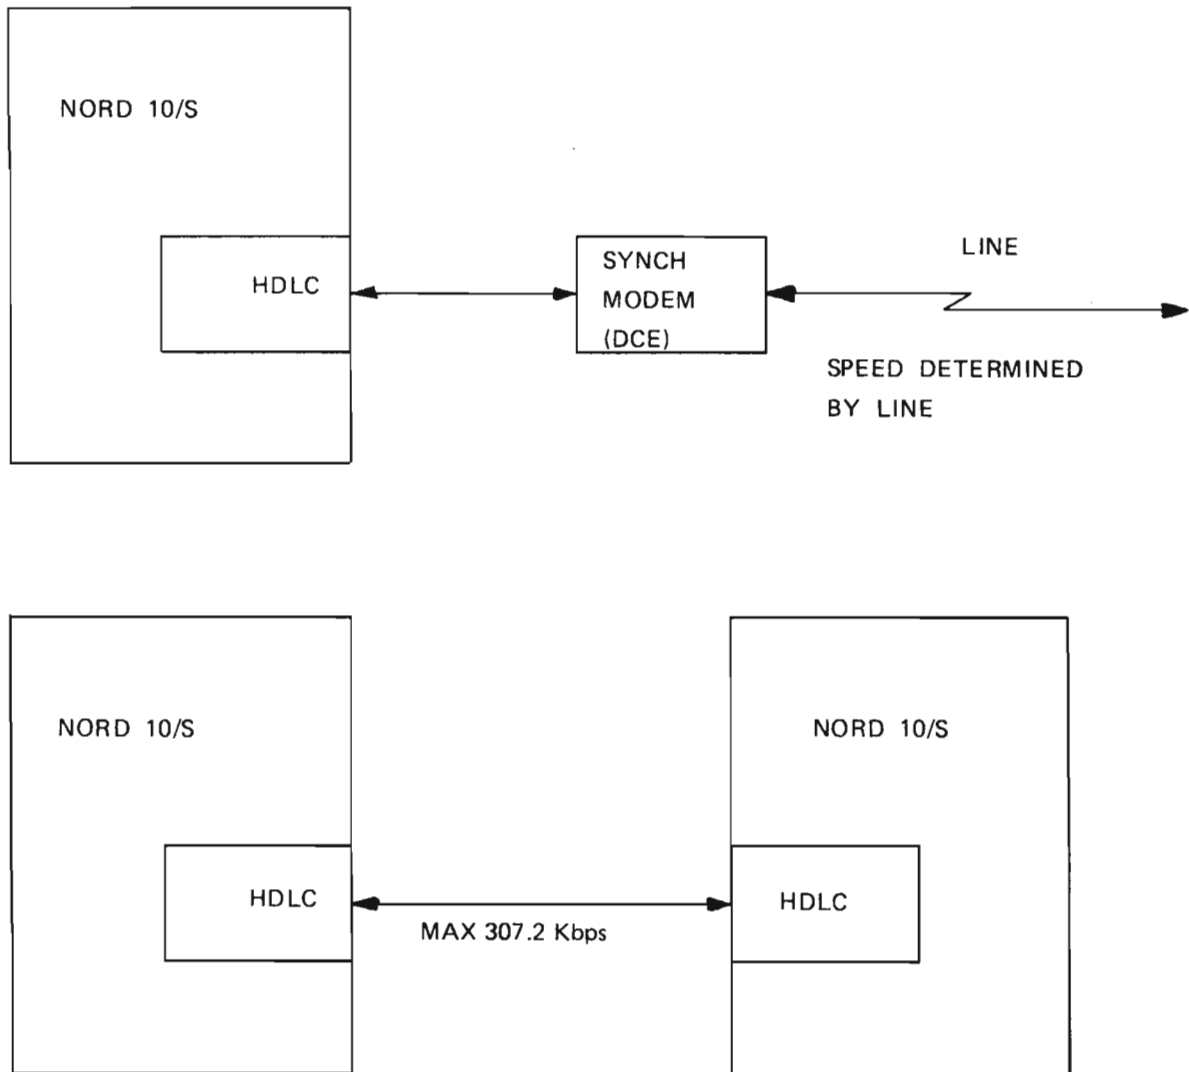 NORD 10/S
HDLC
SYNCH
MODEM
(DCE)
LINE
SPEED DETERMINED
BY LINE
NORD 10/S
NORD 10/S
HDLC
HDLC
MAX 307.2 Kbps